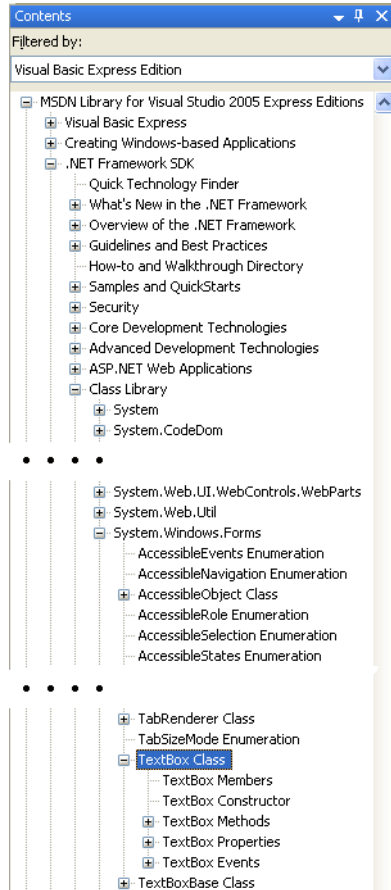 Contents
Filtered by:
Visual Basic Express Edition
MSDN Library for Visual Studio 2005 Express Editions
Visual Basic Express
Creating Windows-based Applications
.NET Framework SDK
Quick Technology Finder
What's New in the .NET Framework
Overview of the .NET Framework
Guidelines and Best Practices
How-to and Walkthrough Directory
Samples and QuickStarts
Security
Core Development Technologies
Advanced Development Technologies
ASP.NET Web Applications
Class Library
System
System.CodeDom
• • • •
System.Web.UI.WebControls.WebParts
System.Web.Util
System.Windows.Forms
AccessibleEvents Enumeration
AccessibleNavigation Enumeration
AccessibleObject Class
AccessibleRole Enumeration
AccessibleSelection Enumeration
AccessibleStates Enumeration
• • • •
TabRenderer Class
TabSizeMode Enumeration
TextBox Class
TextBox Members
TextBox Constructor
TextBox Methods
TextBox Properties
TextBox Events
TextBoxBase Class